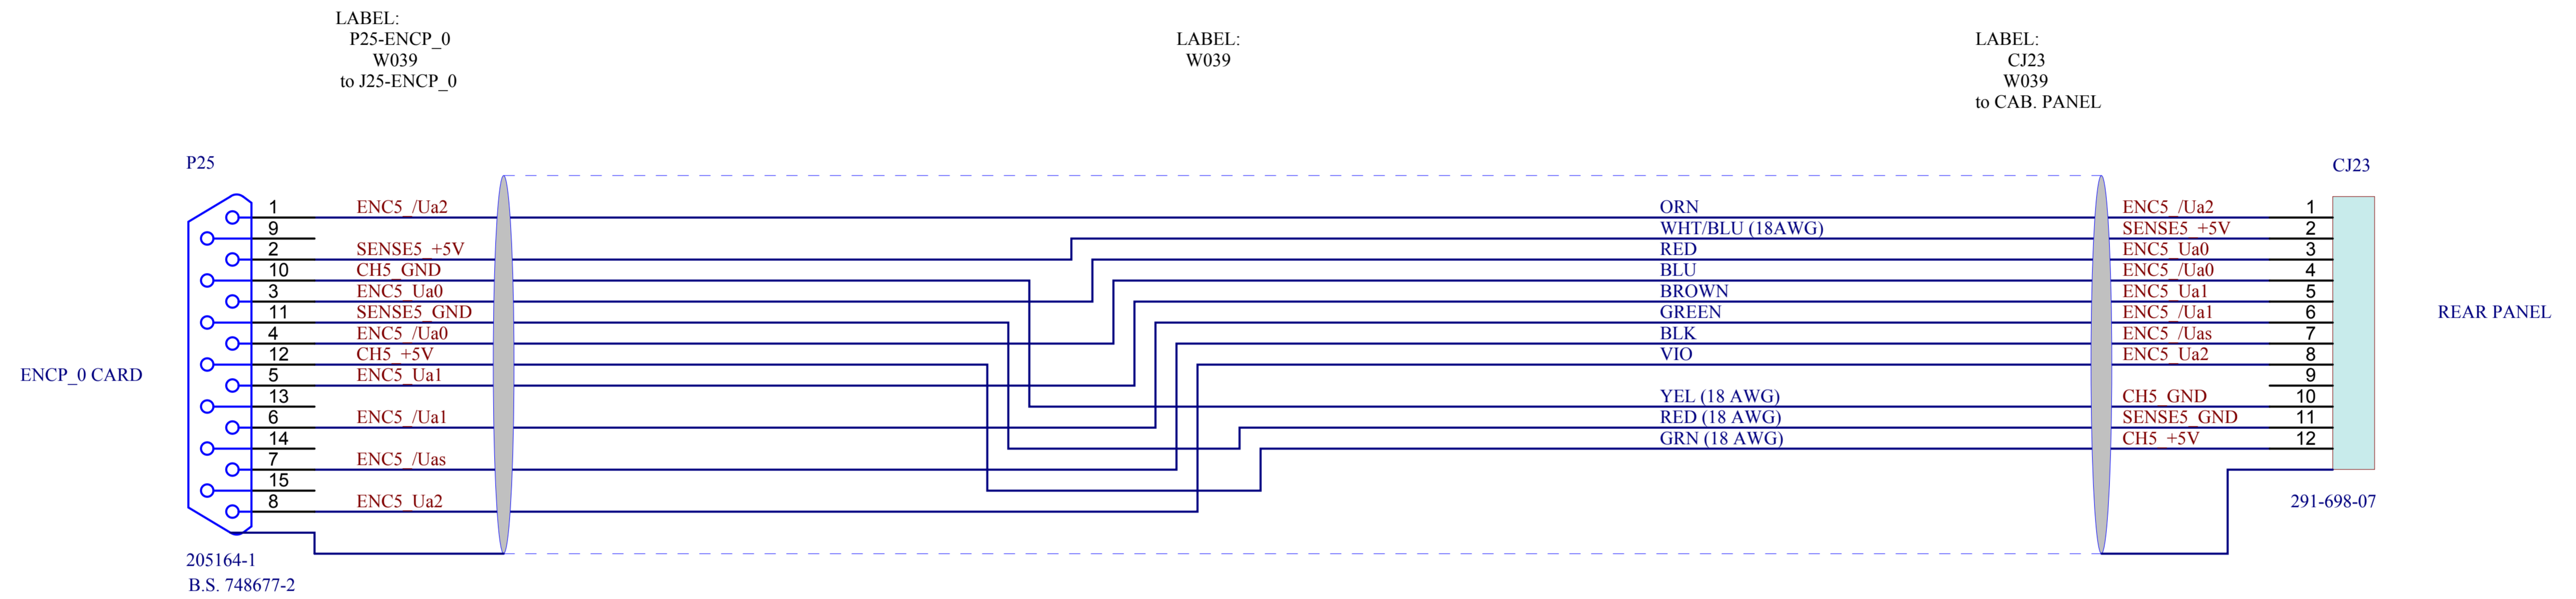 LABEL:
P25-ENCP_0
W039
to J25-ENCP_0
LABEL:
W039
LABEL:
CJ23
W039
to CAB. PANEL
P25
CJ23
1 ENC5_/Ua2 ORN ENC5_/Ua2 1
9 WHT/BLU (18AWG) SENSE5_+5V 2
2 SENSE5_+5V RED ENC5_Ua0 3
10 CH5_GND BLU ENC5_/Ua0 4
3 ENC5_Ua0 BROWN ENC5_Ua1 5
11 SENSE5_GND GREEN ENC5_/Ua1 6
4 ENC5_/Ua0 BLK ENC5_/Uas 7
12 CH5_+5V VIO ENC5_Ua2 8
5 ENC5_Ua1 9
13 YEL (18 AWG) CH5_GND 10
6 ENC5_/Ua1 RED (18 AWG) SENSE5_GND 11
14 GRN (18 AWG) CH5_+5V 12
7 ENC5_/Uas
15
8 ENC5_Ua2
ENCP_0 CARD
REAR PANEL
291-698-07
205164-1
B.S. 748677-2